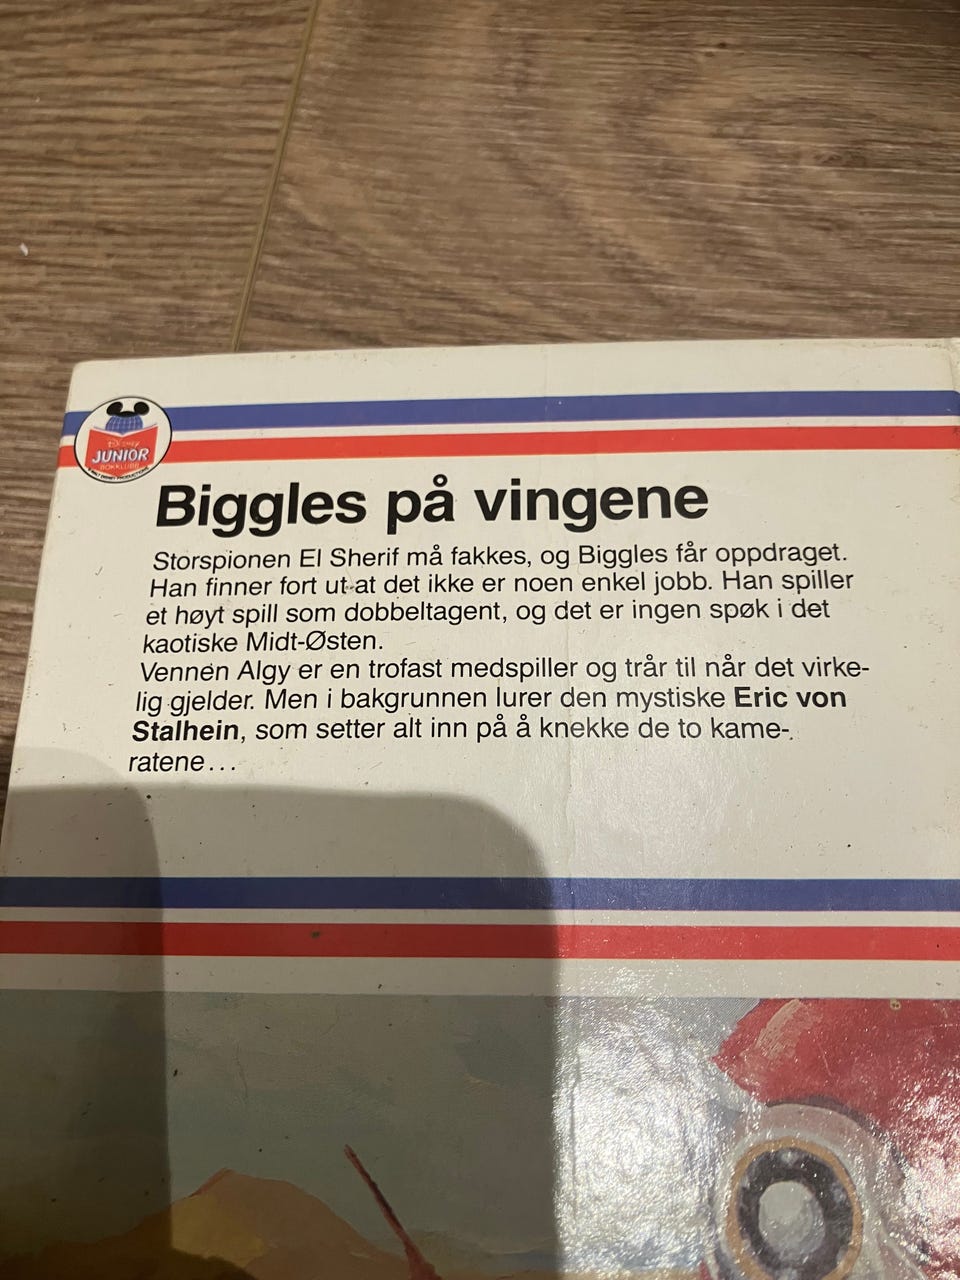 Disney
JUNIOR
BOKKLUBB
Biggles på vingene
Storspionen El Sherif må fakkes, og Biggles får oppdraget.
Han finner fort ut at det ikke er noen enkel jobb. Han spiller
et høyt spill som dobbeltagent, og det er ingen spøk i det
kaotiske Midt-Østen.
Vennen Algy er en trofast medspiller og trår til når det virke-
lig gjelder. Men i bakgrunnen lurer den mystiske Eric von
Stalhein, som setter alt inn på å knekke de to kame-
ratene...